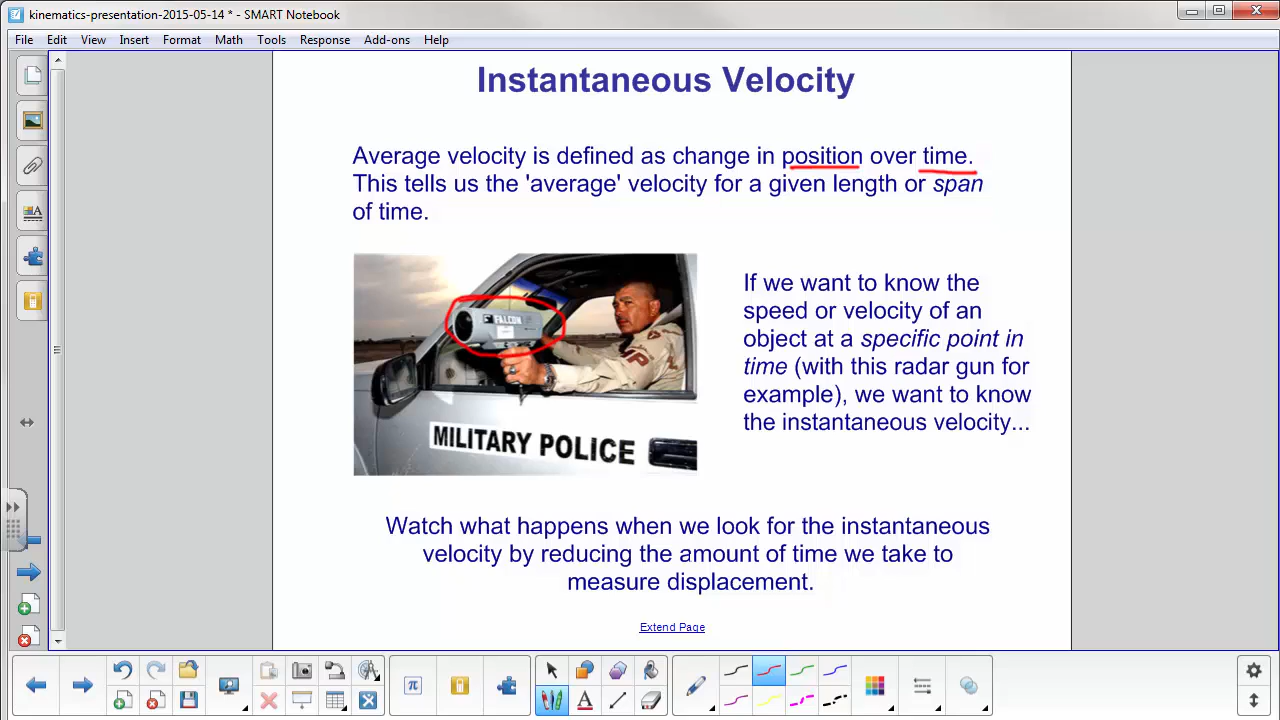 kinematics-presentation-2015-05-14 * - SMART Notebook
File Edit View Insert Format Math Tools Response Add-ons Help
Instantaneous Velocity
Average velocity is defined as change in position over time.
This tells us the 'average' velocity for a given length or span
of time.
FALCON
MP
MILITARY POLICE
If we want to know the
speed or velocity of an
object at a specific point in
time (with this radar gun for
example), we want to know
the instantaneous velocity...
Watch what happens when we look for the instantaneous
velocity by reducing the amount of time we take to
measure displacement.
Extend Page
π
A